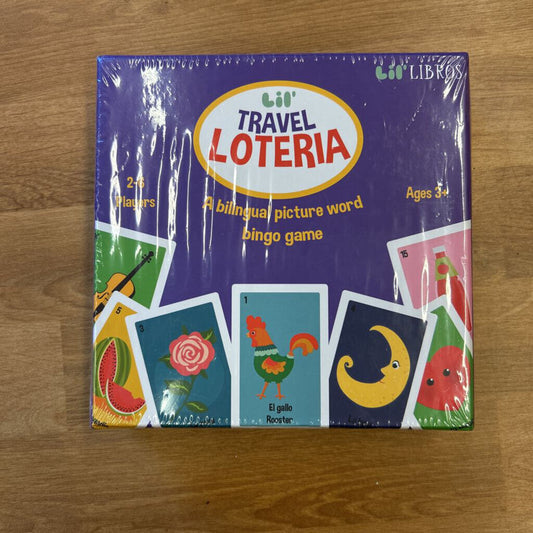 LiL' LIBROS
LiL'
TRAVEL
LOTERIA
2-6
Players
A bilingual picture word
bingo game
Ages 3+
15
5
3
1
El gallo
Rooster